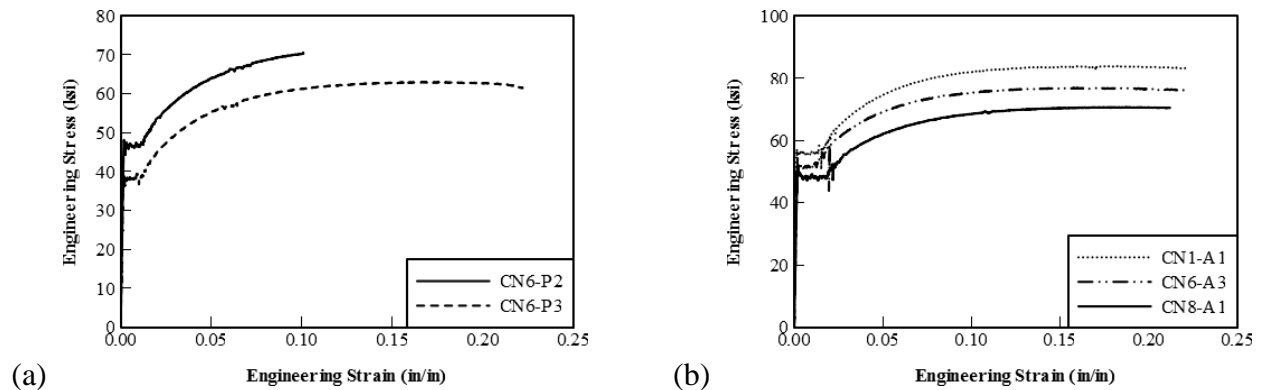 80
70
60
50
40
30
20
10
0
Engineering Stress (ksi)
CN6-P2
CN6-P3
0.00 0.05 0.10 0.15 0.20 0.25
Engineering Strain (in/in)
(a)
100
80
60
40
20
0
Engineering Stress (ksi)
CN1-A1
CN6-A3
CN8-A1
0.00 0.05 0.10 0.15 0.20 0.25
Engineering Strain (in/in)
(b)